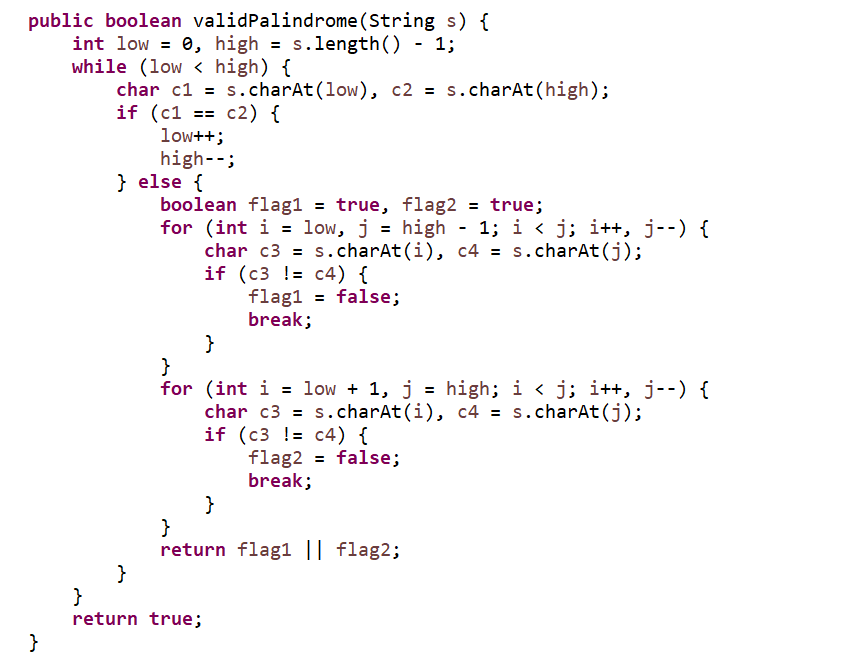 public boolean validPalindrome(String s) {
    int low = 0, high = s.length() - 1;
    while (low < high) {
        char c1 = s.charAt(low), c2 = s.charAt(high);
        if (c1 == c2) {
            low++;
            high--;
        } else {
            boolean flag1 = true, flag2 = true;
            for (int i = low, j = high - 1; i < j; i++, j--) {
                char c3 = s.charAt(i), c4 = s.charAt(j);
                if (c3 != c4) {
                    flag1 = false;
                    break;
                }
            }
            for (int i = low + 1, j = high; i < j; i++, j--) {
                char c3 = s.charAt(i), c4 = s.charAt(j);
                if (c3 != c4) {
                    flag2 = false;
                    break;
                }
            }
            return flag1 || flag2;
        }
    }
    return true;
}